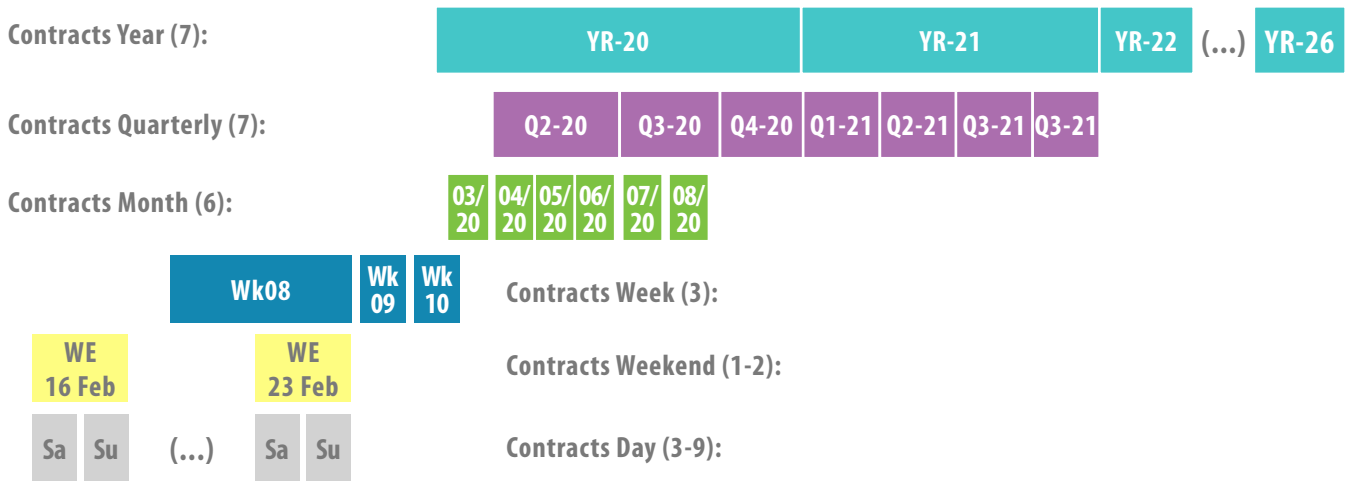 Contracts Year (7):
YR-20 YR-21 YR-22 (...) YR-26
Contracts Quarterly (7):
Q2-20 Q3-20 Q4-20 Q1-21 Q2-21 Q3-21 Q3-21
Contracts Month (6):
03/ 04/ 05/ 06/ 07/ 08/
20 20 20 20 20 20
Wk08
Wk Wk
09 10
Contracts Week (3):
WE WE
16 Feb 23 Feb
Contracts Weekend (1-2):
Sa Su (...) Sa Su
Contracts Day (3-9):